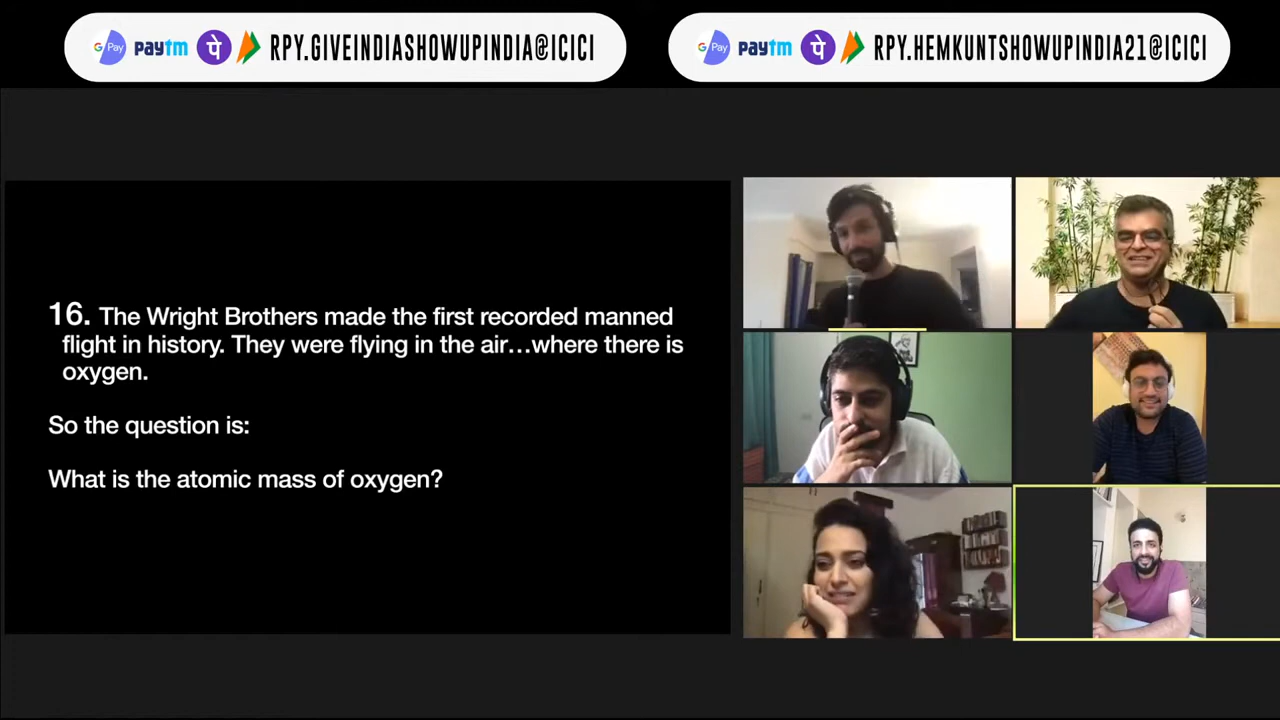 G Pay paytm पे RPY.GIVEINDIASHOWUPINDIA@ICICI
G Pay paytm पे RPY.HEMKUNTSHOWUPINDIA21@ICICI
16. The Wright Brothers made the first recorded manned
flight in history. They were flying in the air...where there is
oxygen.
So the question is:
What is the atomic mass of oxygen?